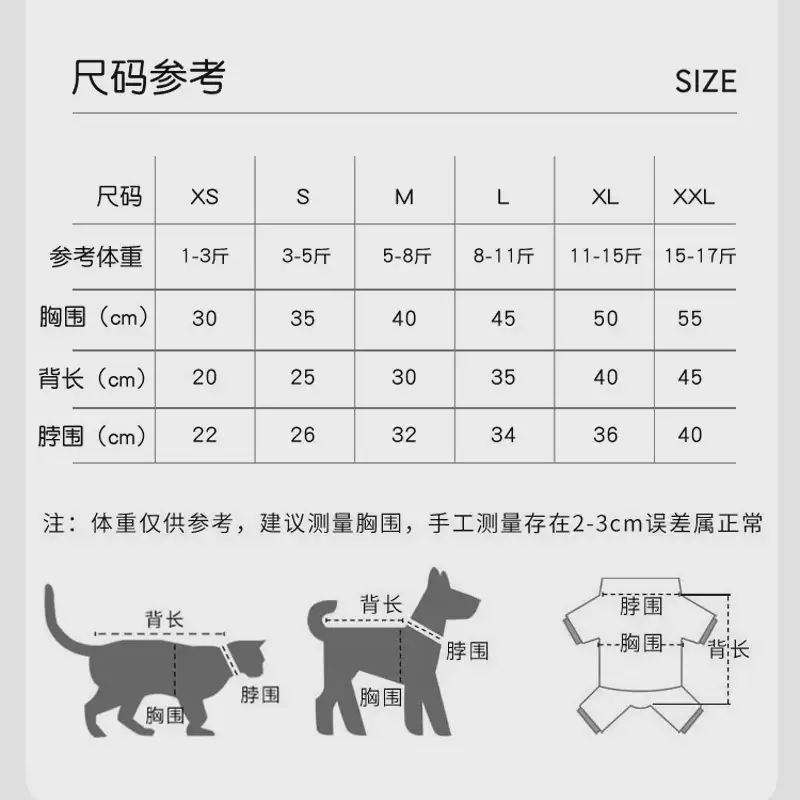 尺码参考 SIZE
尺码 XS S M L XL XXL
参考体重 1-3斤 3-5斤 5-8斤 8-11斤 11-15斤 15-17斤
胸围（cm） 30 35 40 45 50 55
背长（cm） 20 25 30 35 40 45
脖围（cm） 22 26 32 34 36 40
注：体重仅供参考，建议测量胸围，手工测量存在2-3cm误差属正常
背长
脖围
胸围
背长
脖围
胸围
脖围
胸围
背长